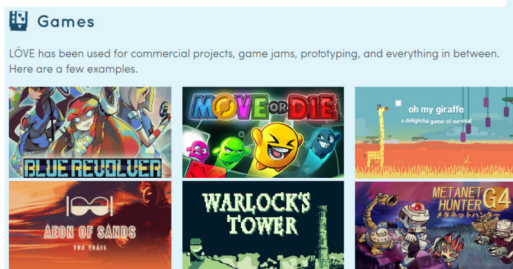 Games
LÖVE has been used for commercial projects, game jams, prototyping, and everything in between.
Here are a few examples.
BLUEREVOLVER
MOVE OR DIE
oh my giraffe
a delightful game of survival
AEON OF SANDS
THE TRAIL
WARLOCK'S
TOWER
METANET
HUNTER G4
メタネットハンター